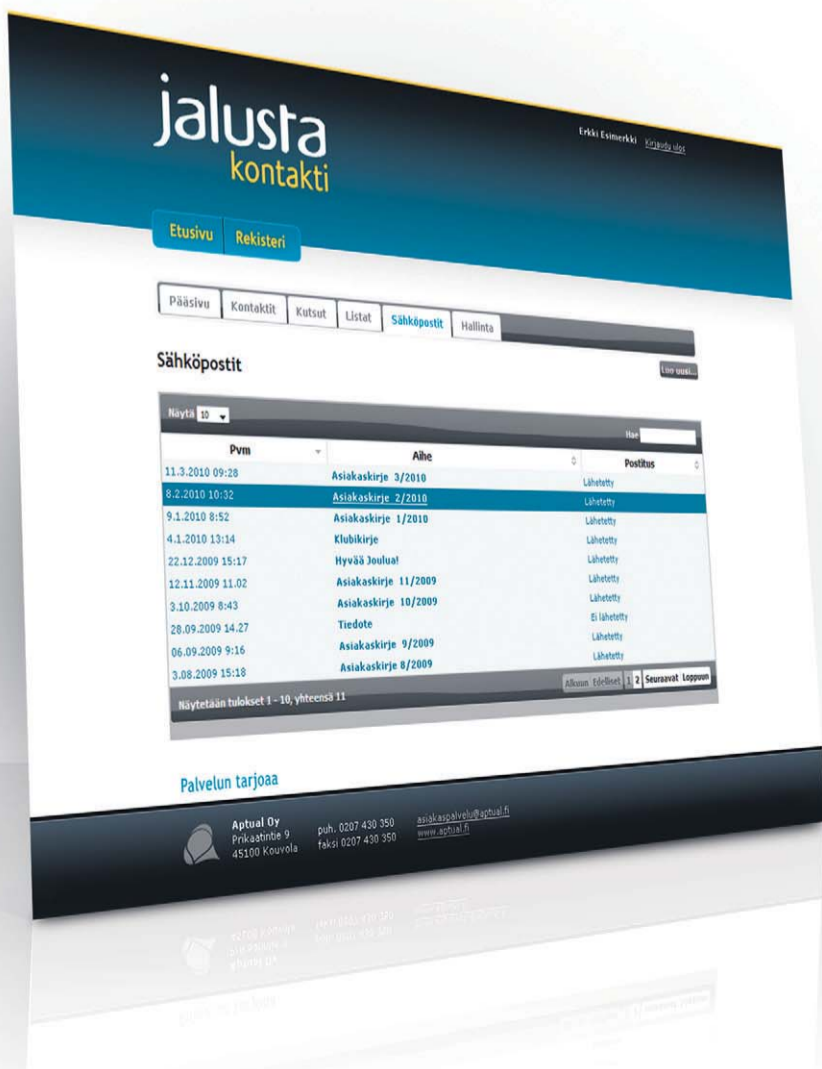 jalusta
kontakti
Erkki Esimerkki Kirjaudu ulos
Etusivu Rekisteri
Pääsivu Kontaktit Kutsut Listat Sähköpostit Hallinta
Sähköpostit
Luo uusi...
Näytä 10
Hae
Pvm Aihe Postitus
11.3.2010 09:28 Asiakaskirje 3/2010 Lähetetty
8.2.2010 10:32 Asiakaskirje 2/2010 Lähetetty
9.1.2010 8:52 Asiakaskirje 1/2010 Lähetetty
4.1.2010 13:14 Klubikirje Lähetetty
22.12.2009 15:17 Hyvää Joulua! Lähetetty
12.11.2009 11.02 Asiakaskirje 11/2009 Lähetetty
3.10.2009 8:43 Asiakaskirje 10/2009 Lähetetty
28.09.2009 14.27 Tiedote Ei lähetetty
06.09.2009 9:16 Asiakaskirje 9/2009 Lähetetty
3.08.2009 15:18 Asiakaskirje 8/2009 Lähetetty
Näytetään tulokset 1 - 10, yhteensä 11
Alkuun Edelliset 1 2 Seuraavat Loppuun
Palvelun tarjoaa
Aptual Oy
Prikaatintie 9
45100 Kouvola
puh. 0207 430 350
faksi 0207 430 350
asiakaspalvelu@aptual.fi
www.aptual.fi